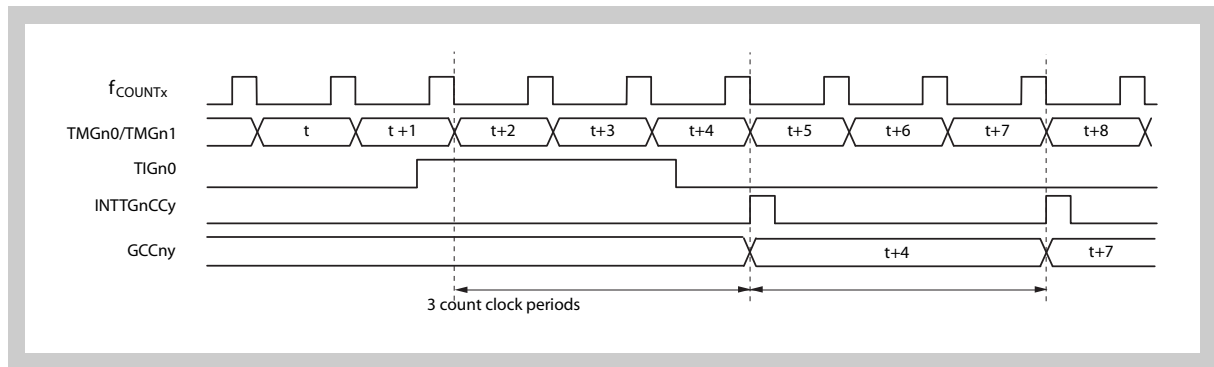 fCOUNTx
TMGn0/TMGn1 t t +1 t+2 t+3 t+4 t+5 t+6 t+7 t+8
TIGn0
INTTGnCCy
GCCny t+4 t+7
3 count clock periods